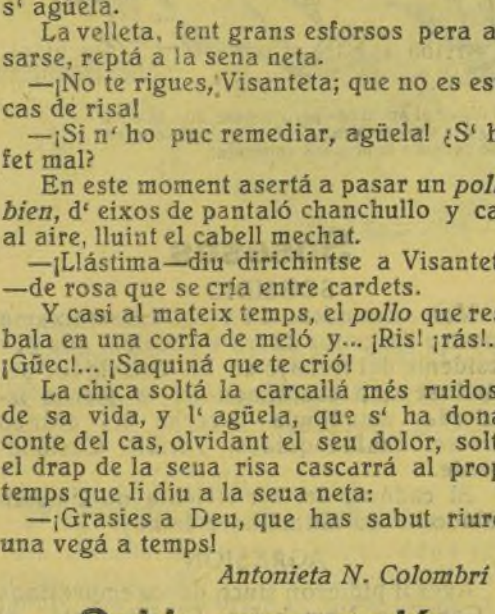 s' agüela.
La velleta, fent grans esforsos pera a
sarse, reptá a la sena neta.
—¡No te rigues, Visanteta; que no es es
cas de risa!
—¡Si n' ho puc remediar, agüela! ¿S' h
fet mal?
En este moment asertá a pasar un poll
bien, d' eixos de pantaló chanchullo y ca
al aire, lluint el cabell mechat.
—¡Llástima—diu dirichintse a Visantet
—de rosa que se cría entre cardets.
Y casi al mateix temps, el pollo que re
bala en una corfa de meló y... ¡Ris! ¡rás!.
¡Güec!... ¡Saquiná que te crió!
La chica soltá la carcallá més ruidos
de sa vida, y l' agüela, que s' ha dona
conte del cas, olvidant el seu dolor, solt
el drap de la seua risa cascarrá al prop
temps que li diu a la seua neta:
—¡Grasies a Deu, que has sabut riure
una vegá a temps!
Antonieta N. Colombrí